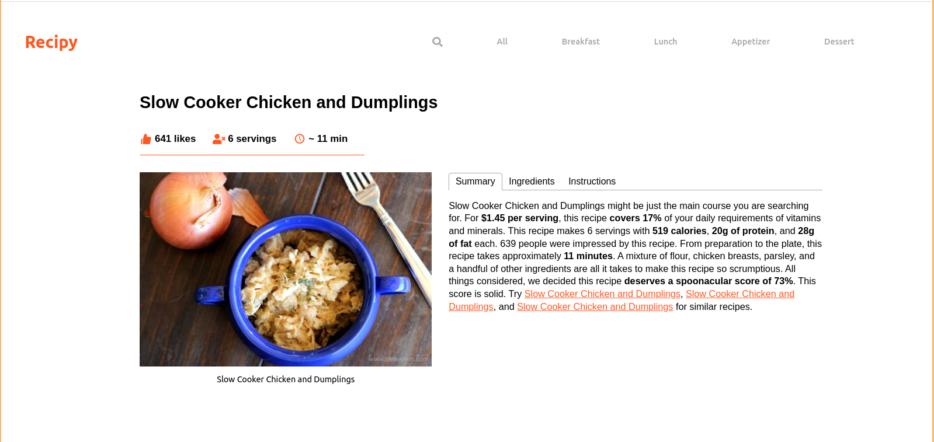 Recipy
All Breakfast Lunch Appetizer Dessert
Slow Cooker Chicken and Dumplings
641 likes 6 servings ~ 11 min
Summary Ingredients Instructions
Slow Cooker Chicken and Dumplings might be just the main course you are searching
for. For $1.45 per serving, this recipe covers 17% of your daily requirements of vitamins
and minerals. This recipe makes 6 servings with 519 calories, 20g of protein, and 28g
of fat each. 639 people were impressed by this recipe. From preparation to the plate, this
recipe takes approximately 11 minutes. A mixture of flour, chicken breasts, parsley, and
a handful of other ingredients are all it takes to make this recipe so scrumptious. All
things considered, we decided this recipe deserves a spoonacular score of 73%. This
score is solid. Try Slow Cooker Chicken and Dumplings, Slow Cooker Chicken and
Dumplings, and Slow Cooker Chicken and Dumplings for similar recipes.
Slow Cooker Chicken and Dumplings